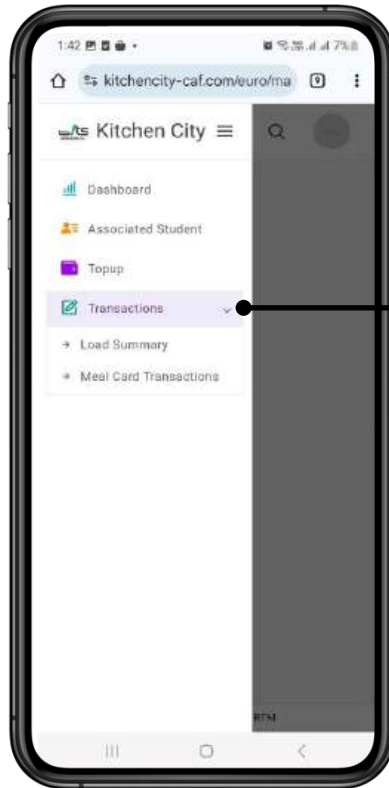 1:42
7%
kitchencity-caf.com/euro/ma
9
Kitchen City
Dashboard
Associated Student
Topup
Transactions
Load Summary
Meal Card Transactions